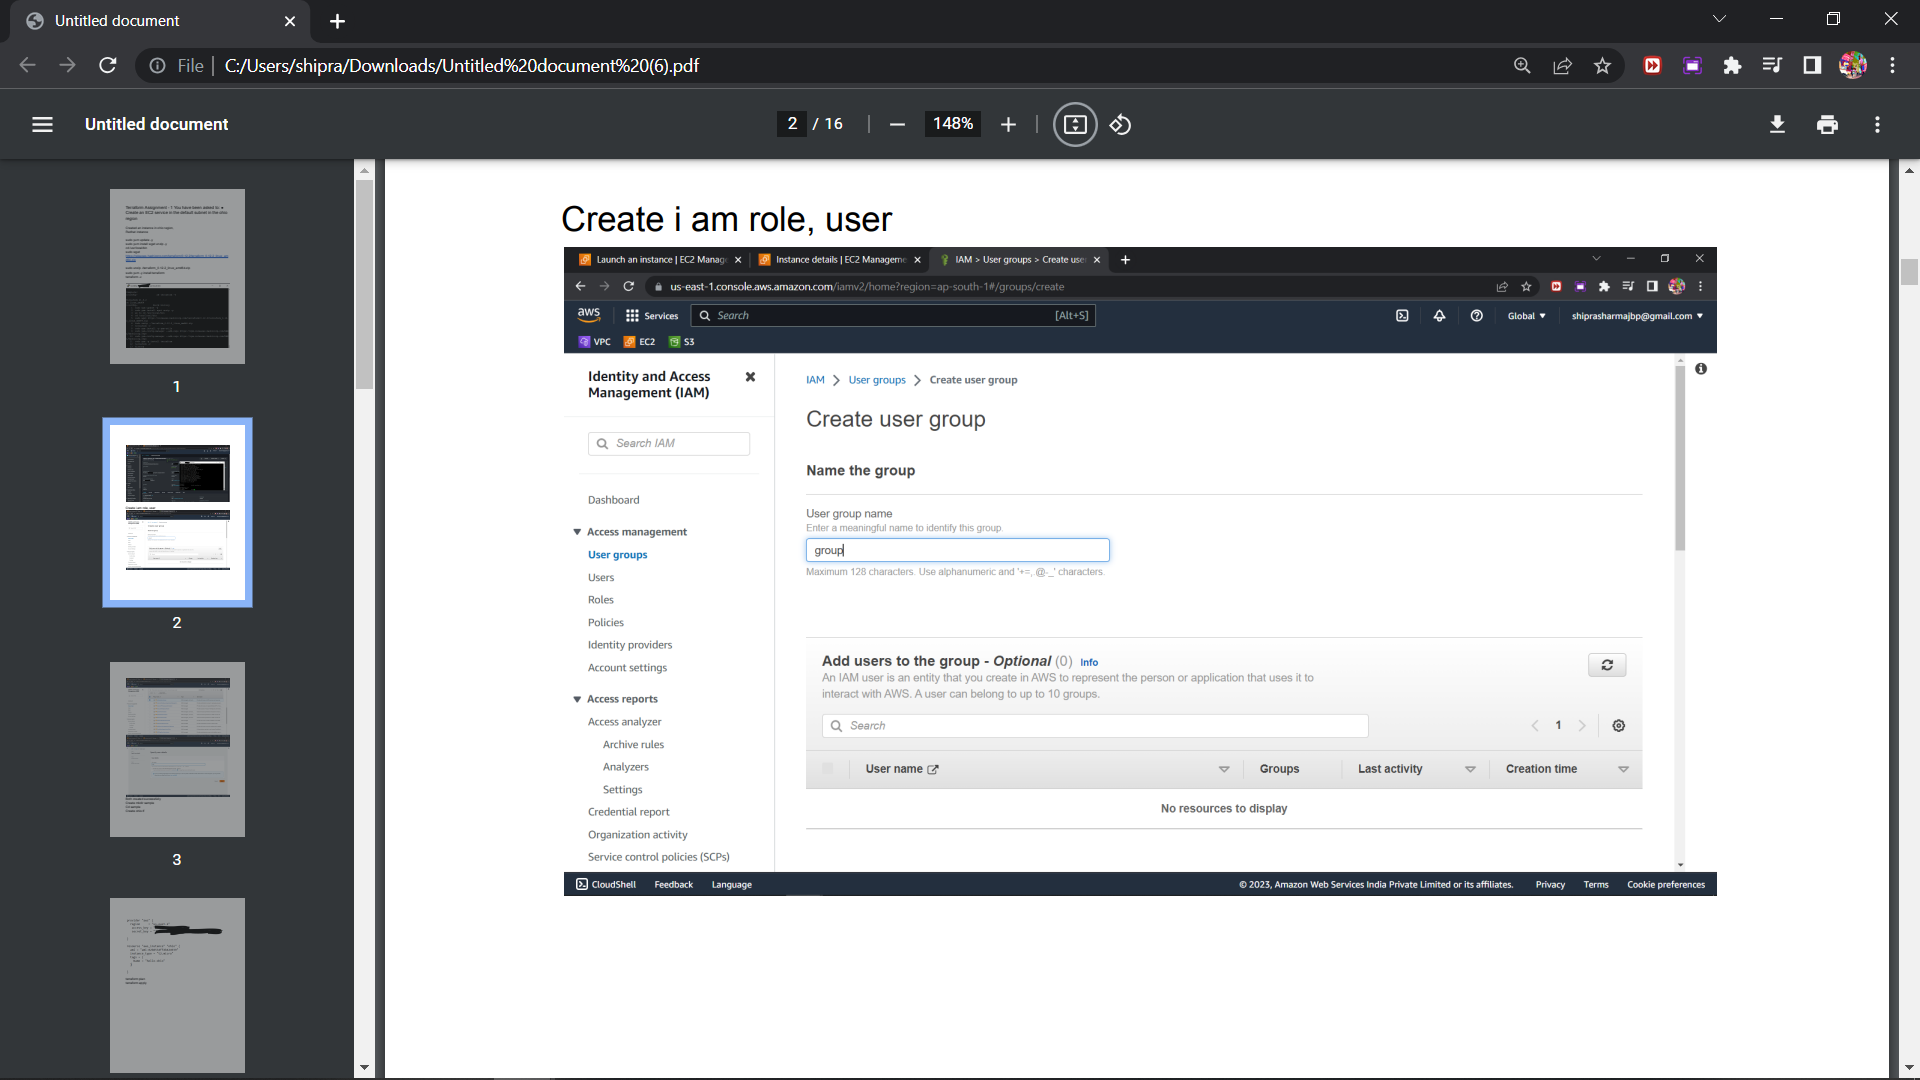 Untitled document
File
C:/Users/shipra/Downloads/Untitled%20document%20(6).pdf
Untitled document
2 / 16
148%
1
2
3
Create i am role, user
Launch an instance | EC2 Manag
Instance details | EC2 Manageme
IAM > User groups > Create use
us-east-1.console.aws.amazon.com/iamv2/home?region=ap-south-1#/groups/create
aws
Services
Search
[Alt+S]
Global
shiprasharmajbp@gmail.com
VPC
EC2
S3
Identity and Access
Management (IAM)
Search IAM
Dashboard
Access management
User groups
Users
Roles
Policies
Identity providers
Account settings
Access reports
Access analyzer
Archive rules
Analyzers
Settings
Credential report
Organization activity
Service control policies (SCPs)
IAM > User groups > Create user group
Create user group
Name the group
User group name
Enter a meaningful name to identify this group.
group
Maximum 128 characters. Use alphanumeric and '+=,.@-_' characters.
Add users to the group - Optional (0) Info
An IAM user is an entity that you create in AWS to represent the person or application that uses it to
interact with AWS. A user can belong to up to 10 groups.
Search
1
User name
Groups
Last activity
Creation time
No resources to display
CloudShell
Feedback
Language
© 2023, Amazon Web Services India Private Limited or its affiliates.
Privacy
Terms
Cookie preferences